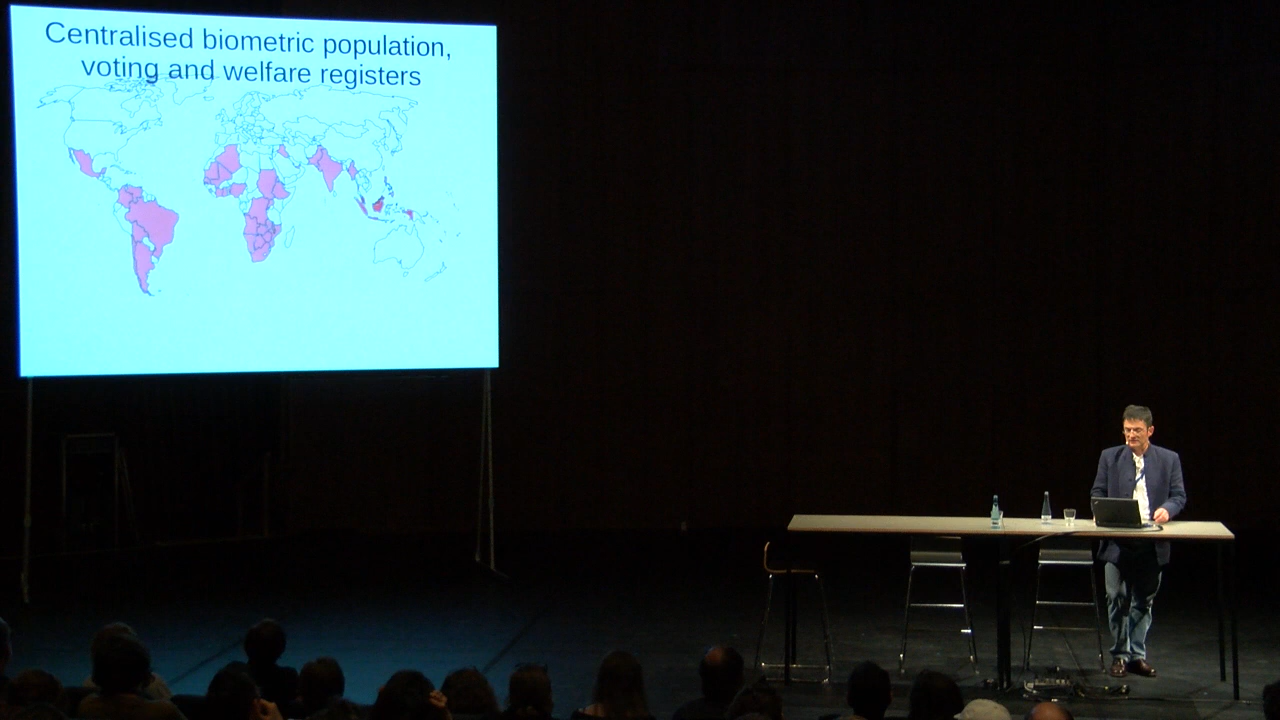 Centralised biometric population,
voting and welfare registers